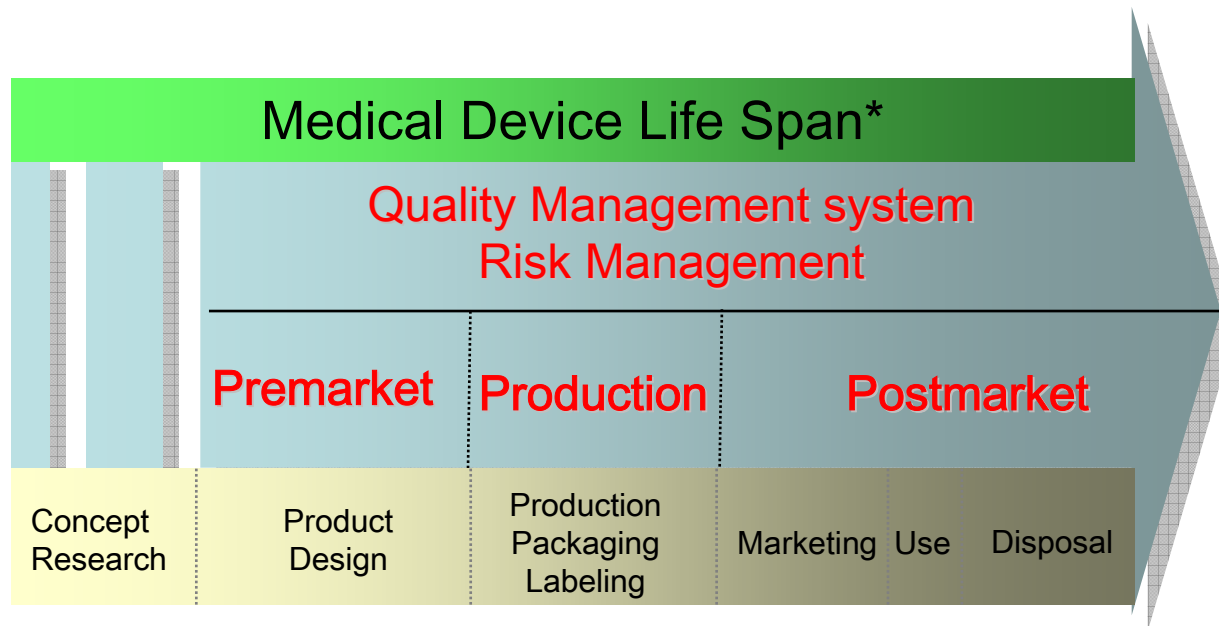 Medical Device Life Span*
Quality Management system
Risk Management
Premarket
Production
Postmarket
Concept
Research
Product
Design
Production
Packaging
Labeling
Marketing
Use
Disposal